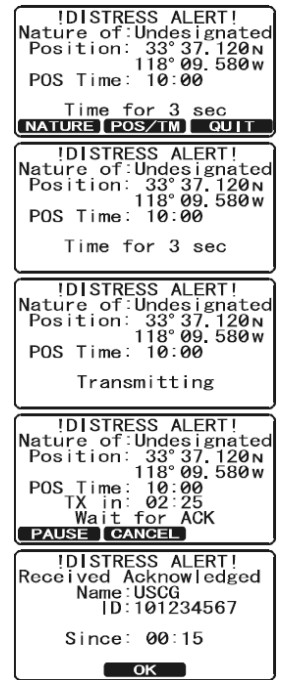 !DISTRESS ALERT!
Nature of:Undesignated
Position: 33°37.120N
118°09.580W
POS Time: 10:00
Time for 3 sec
NATURE POS/TM QUIT
!DISTRESS ALERT!
Nature of:Undesignated
Position: 33°37.120N
118°09.580W
POS Time: 10:00
Time for 3 sec
!DISTRESS ALERT!
Nature of:Undesignated
Position: 33°37.120N
118°09.580W
POS Time: 10:00
Transmitting
!DISTRESS ALERT!
Nature of:Undesignated
Position: 33°37.120N
118°09.580W
POS Time: 10:00
TX in: 02:25
Wait for ACK
PAUSE CANCEL
!DISTRESS ALERT!
Received Acknowledged
Name:USCG
ID:101234567
Since: 00:15
OK